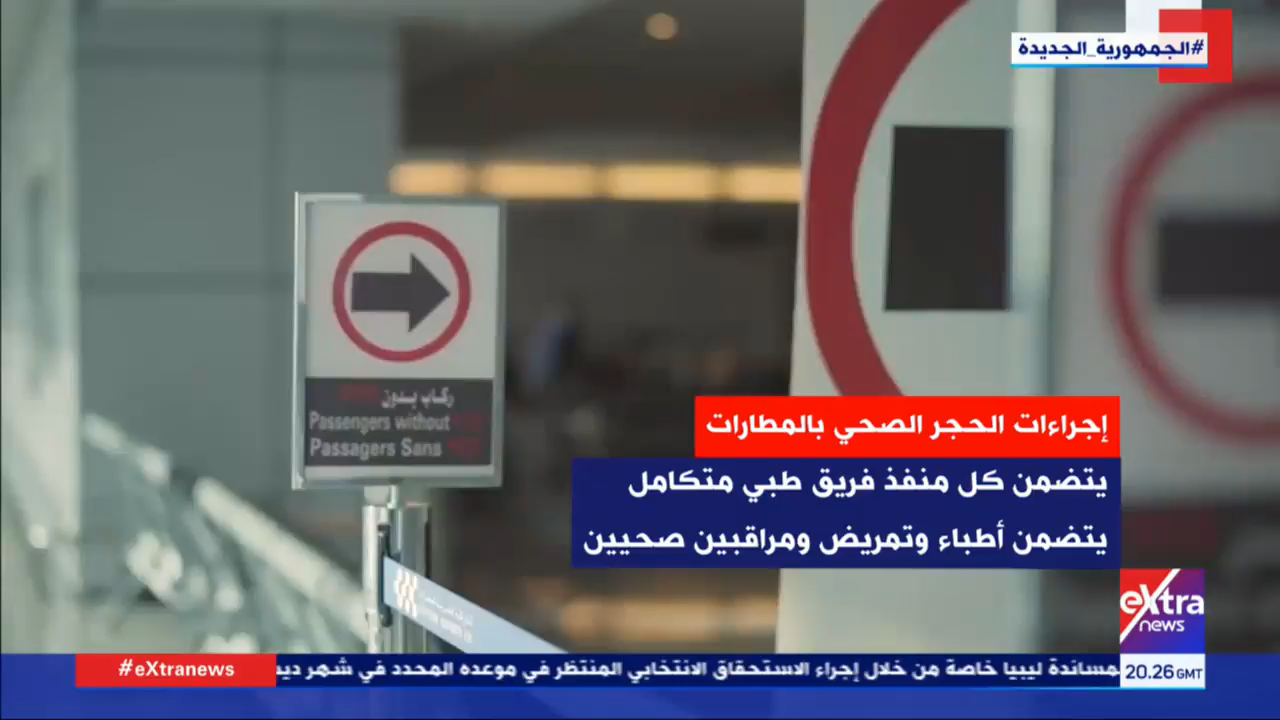 #الجمهورية_الجديدة
ركاب بدون
Passengers without
Passagers Sans
إجراءات الحجر الصحي بالمطارات
يتضمن كل منفذ فريق طبي متكامل
يتضمن أطباء وتمريض ومراقبين صحيين
eXtra
news
#eXtranews
لمساندة ليبيا خاصة من خلال إجراء الاستحقاق الانتخابي المنتظر في موعده المحدد في شهر
20.26 GMT